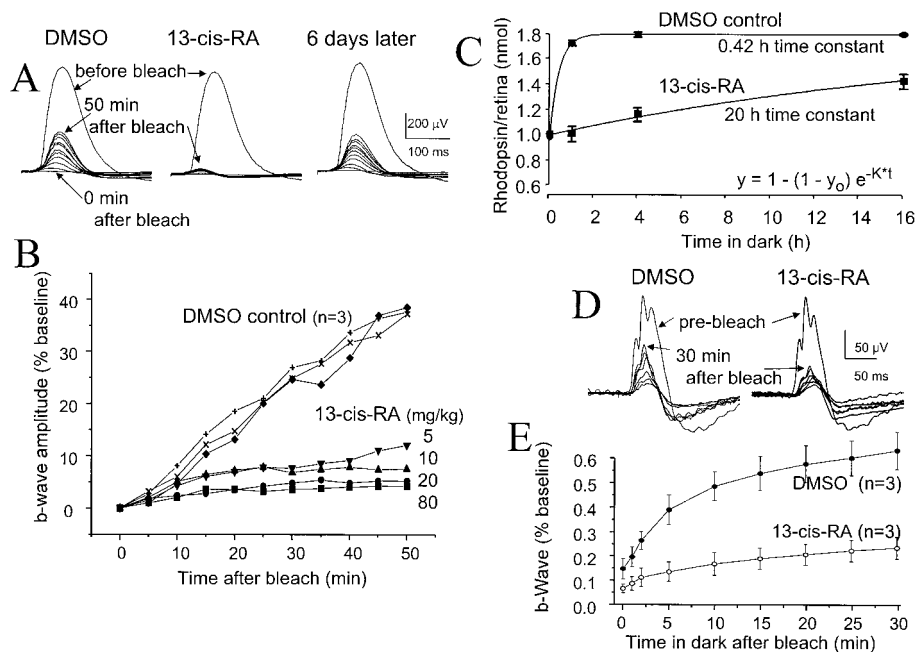 A
DMSO
13-cis-RA
6 days later
before bleach
50 min
after bleach
0 min
after bleach
200 µV
100 ms
B
b-wave amplitude (% baseline)
40
30
20
10
0
DMSO control (n=3)
13-cis-RA (mg/kg)
5
10
20
80
0 10 20 30 40 50
Time after bleach (min)
C
Rhodopsin/retina (nmol)
1.8
1.6
1.4
1.2
1.0
0.8
0.6
DMSO control
0.42 h time constant
13-cis-RA
20 h time constant
y = 1 - (1 - yo) e-K*t
0 2 4 8 12 16
Time in dark (h)
D
DMSO
13-cis-RA
pre-bleach
30 min
after bleach
50 µV
50 ms
E
b-Wave (% baseline)
0.6
0.5
0.4
0.3
0.2
0.1
0.0
DMSO (n=3)
13-cis-RA (n=3)
0 5 10 15 20 25 30
Time in dark after bleach (min)